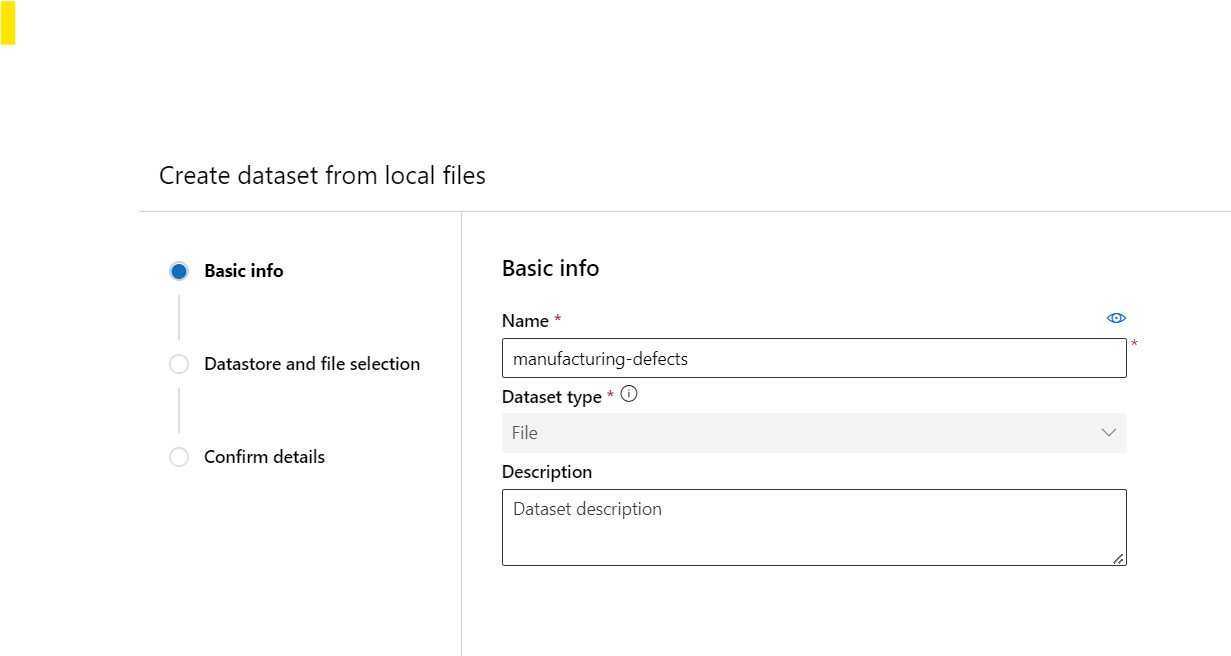 Create dataset from local files
Basic info
Datastore and file selection
Confirm details
Basic info
Name *
manufacturing-defects
*
Dataset type *
File
Description
Dataset description